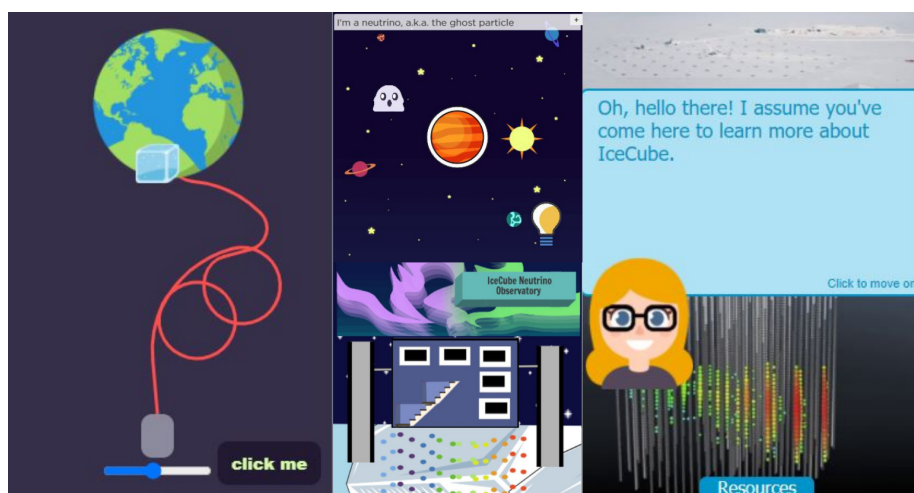 click me
I'm a neutrino, a.k.a. the ghost particle
+
IceCube Neutrino
Observatory
Oh, hello there! I assume you've
come here to learn more about
IceCube.
Click to move or
Resources